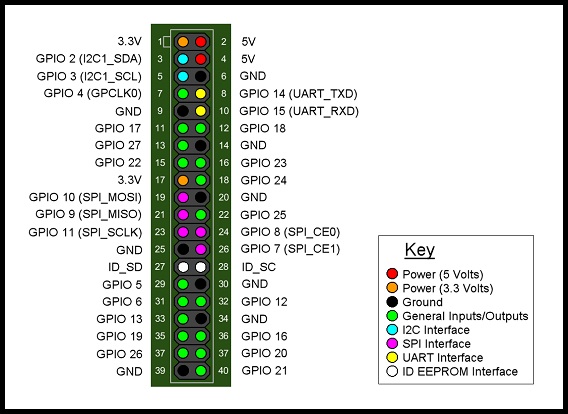 3.3V 1 2 5V
GPIO 2 (I2C1_SDA) 3 4 5V
GPIO 3 (I2C1_SCL) 5 6 GND
GPIO 4 (GPCLK0) 7 8 GPIO 14 (UART_TXD)
GND 9 10 GPIO 15 (UART_RXD)
GPIO 17 11 12 GPIO 18
GPIO 27 13 14 GND
GPIO 22 15 16 GPIO 23
3.3V 17 18 GPIO 24
GPIO 10 (SPI_MOSI) 19 20 GND
GPIO 9 (SPI_MISO) 21 22 GPIO 25
GPIO 11 (SPI_SCLK) 23 24 GPIO 8 (SPI_CE0)
GND 25 26 GPIO 7 (SPI_CE1)
ID_SD 27 28 ID_SC
GPIO 5 29 30 GND
GPIO 6 31 32 GPIO 12
GPIO 13 33 34 GND
GPIO 19 35 36 GPIO 16
GPIO 26 37 37 GPIO 20
GND 39 40 GPIO 21
Key
Power (5 Volts)
Power (3.3 Volts)
Ground
General Inputs/Outputs
I2C Interface
SPI Interface
UART Interface
ID EEPROM Interface